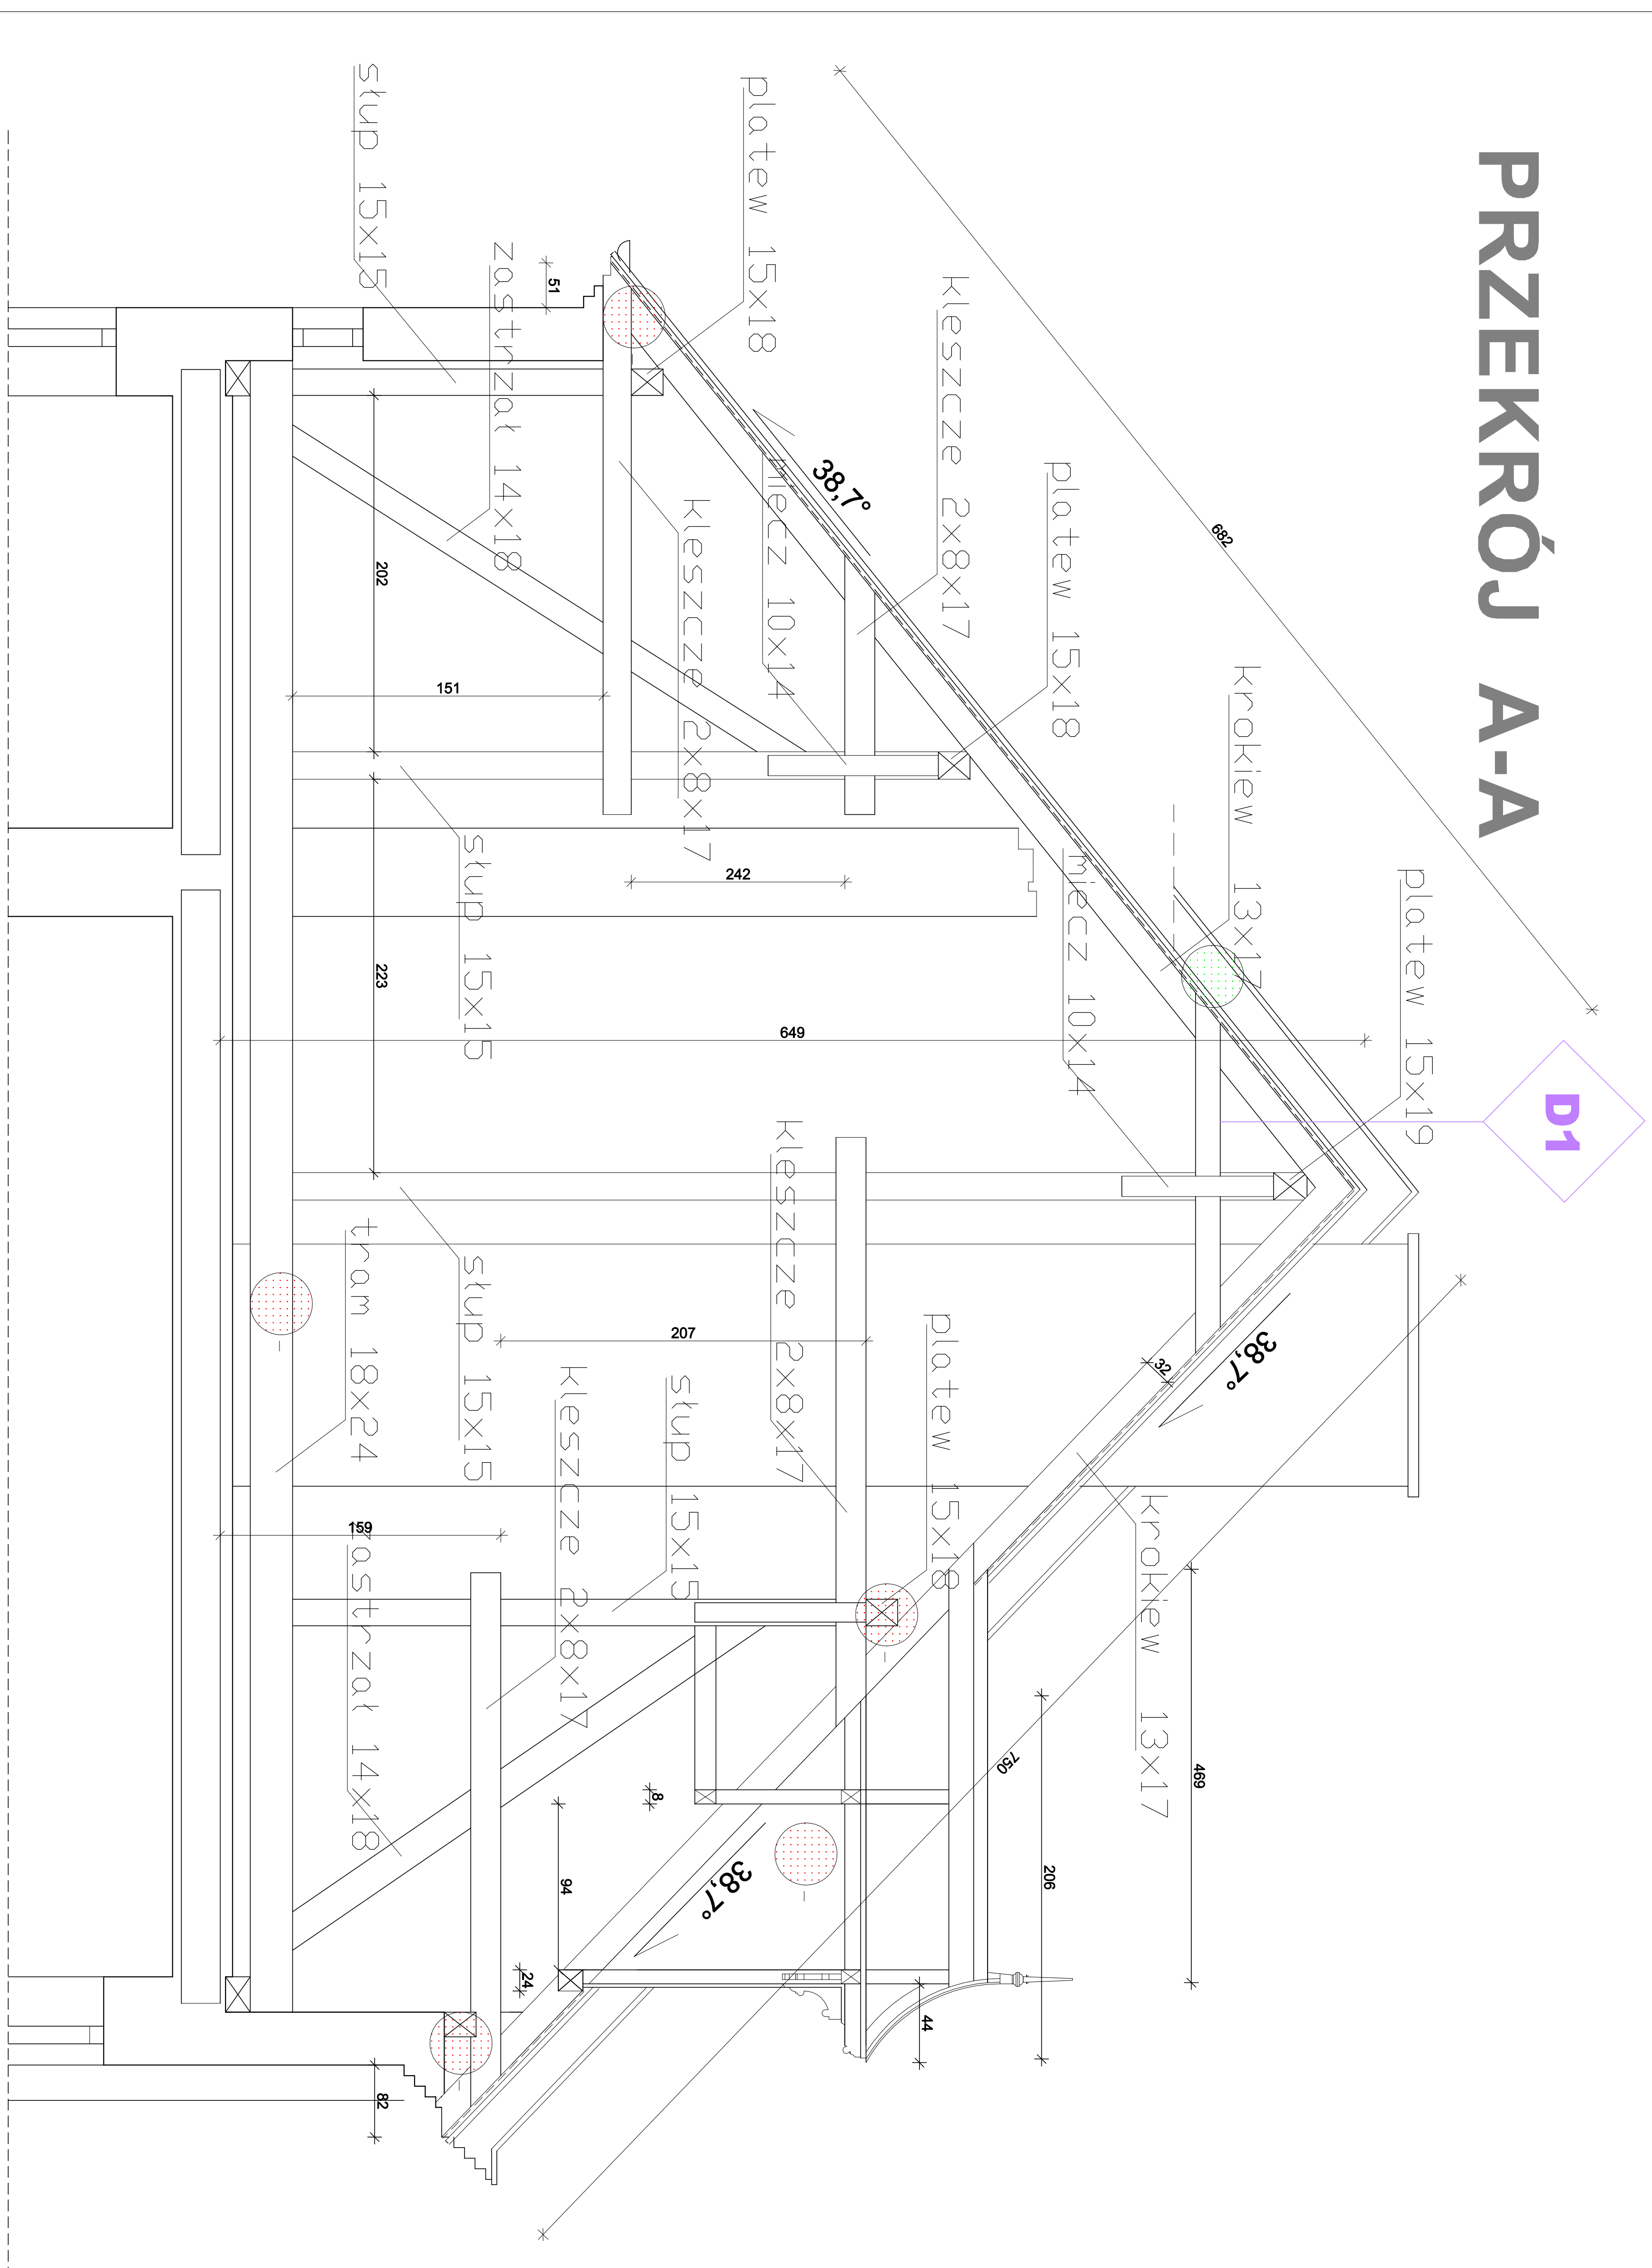 PRZEKRÓJ A-A
D1
682
płatew 15x19
krokiew 13x17
płatew 15x18
kleszcze 2x8x17
płatew 15x18
słup 15x15
38,7°
miecz 10x14
miecz 10x14
kleszcze 2x8x17
zastrzał 14x18
51
202
151
242
223
649
słup 15x15
38,7°
32
krokiew 13x17
469
750
206
płatew 15x18
kleszcze 2x8x17
207
słup 15x15
kleszcze 2x8x17
słup 15x15
tram 18x24
159
zastrzał 14x18
8
94
38,7°
24
44
82